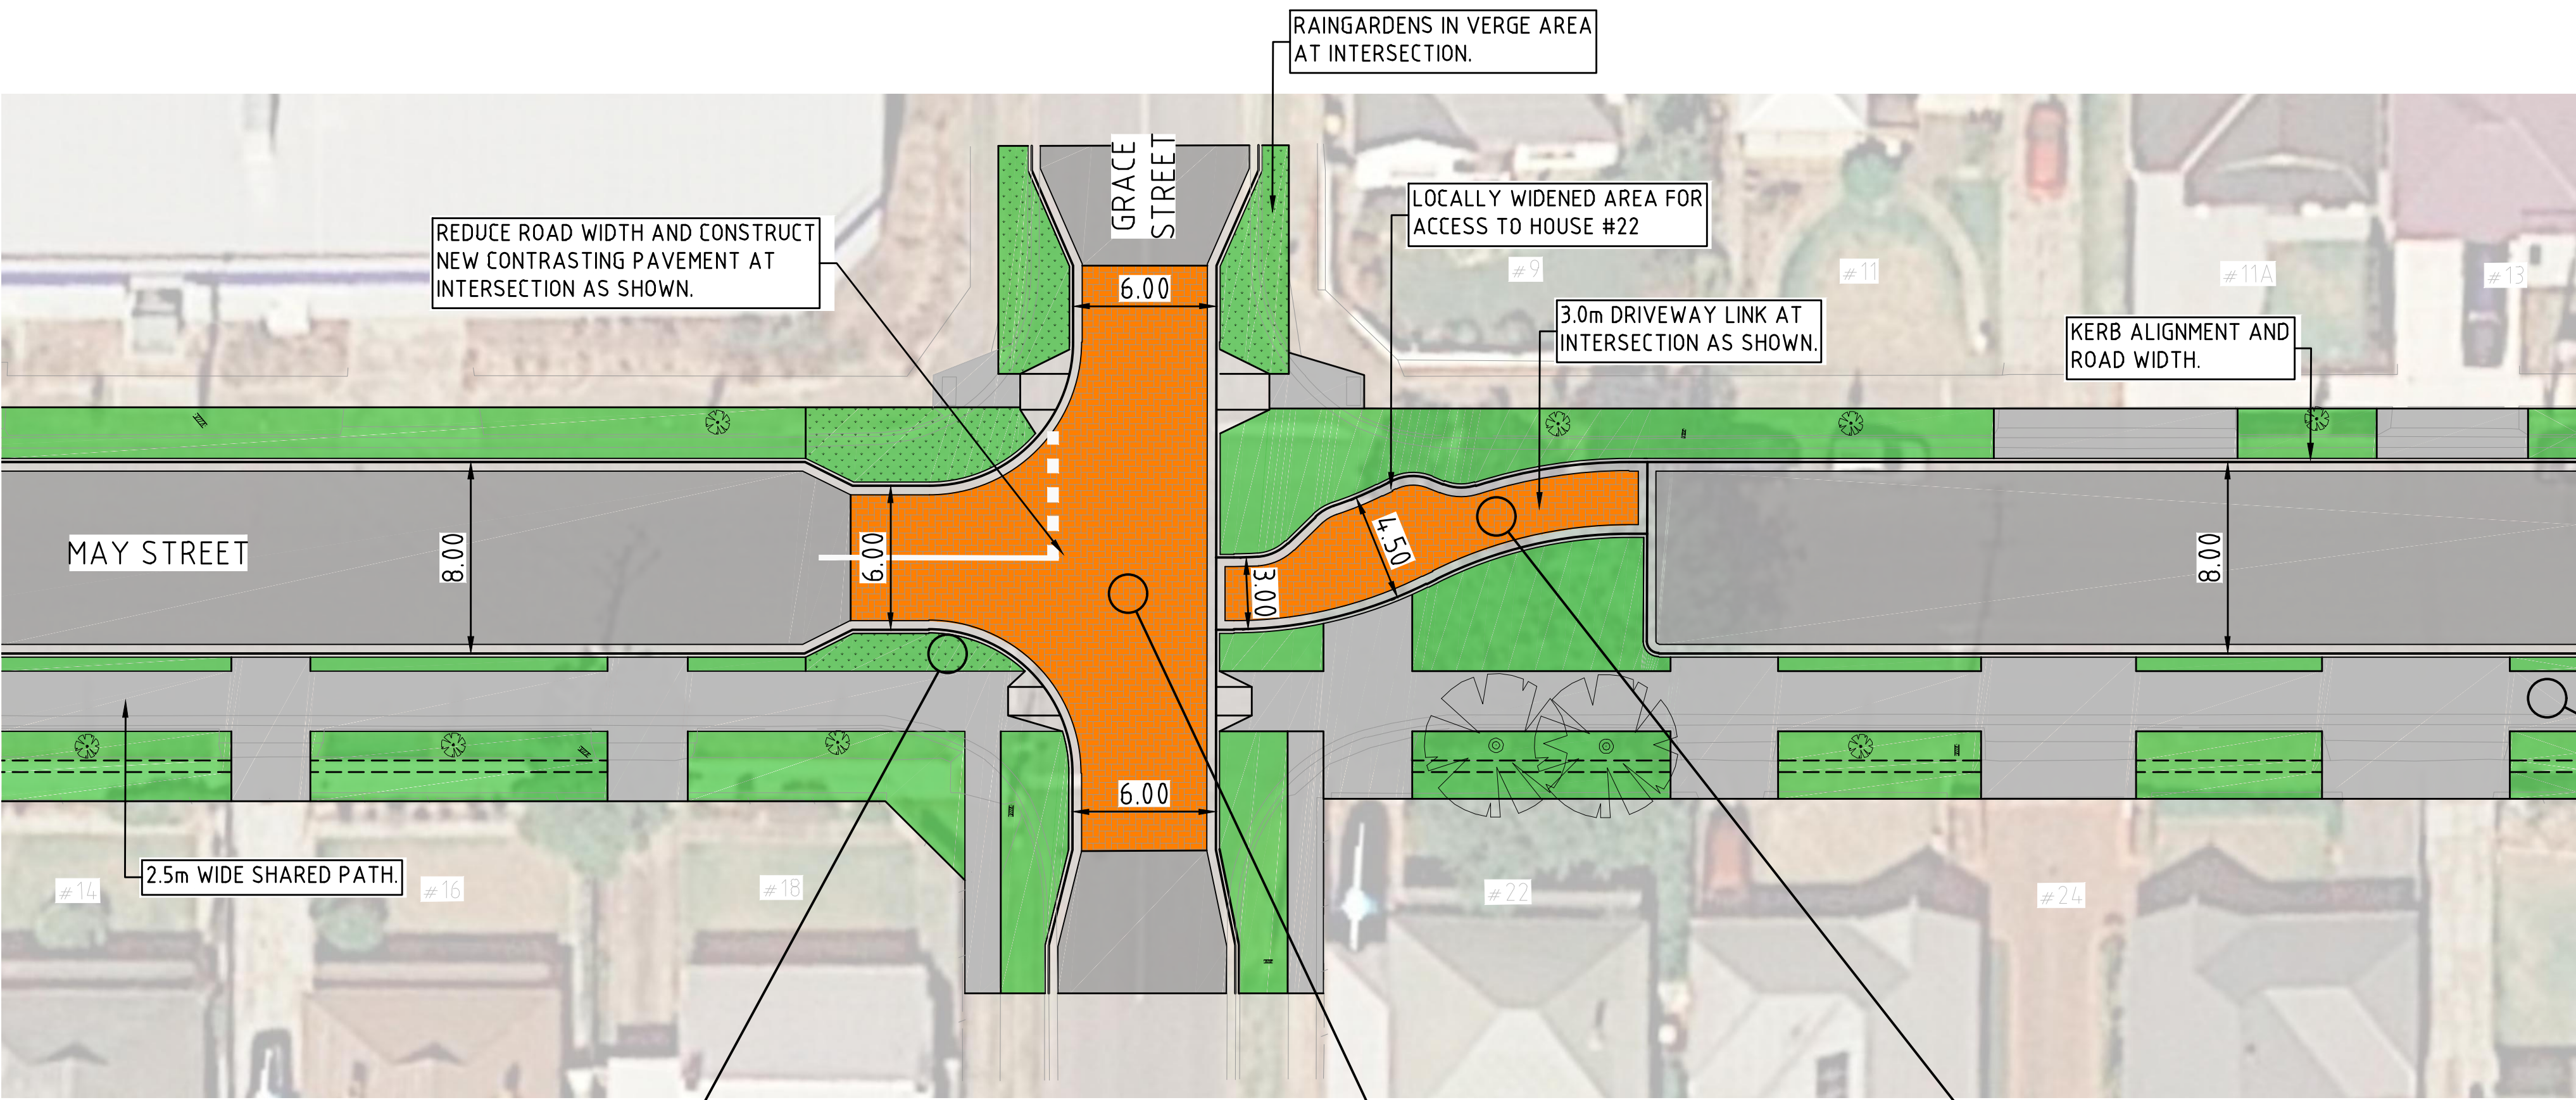 RAINGARDENS IN VERGE AREA
AT INTERSECTION.
GRACE
STREET
LOCALLY WIDENED AREA FOR
ACCESS TO HOUSE #22
REDUCE ROAD WIDTH AND CONSTRUCT
NEW CONTRASTING PAVEMENT AT
INTERSECTION AS SHOWN.
#9
#11
#11A
#13
6.00
3.0m DRIVEWAY LINK AT
INTERSECTION AS SHOWN.
KERB ALIGNMENT AND
ROAD WIDTH.
MAY STREET
8.00
6.00
3.00
4.50
8.00
6.00
2.5m WIDE SHARED PATH.
#14
#16
#18
#22
#24